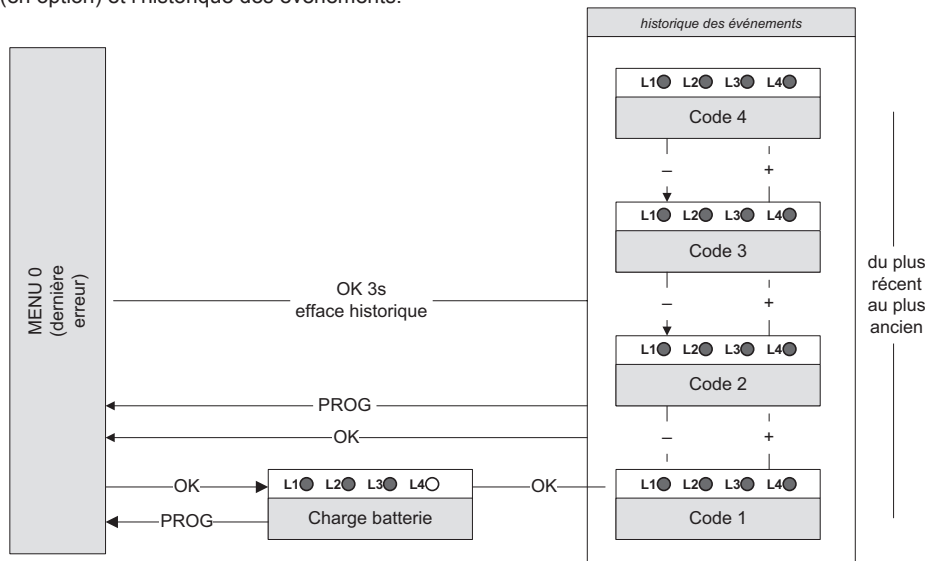 (en option) et l'historique des événements.
historique des événements
L1 L2 L3 L4
Code 4
– +
L1 L2 L3 L4
Code 3
MENU 0
(dernière
erreur)
OK 3s
efface historique
– +
du plus
récent
au plus
ancien
L1 L2 L3 L4
Code 2
PROG
OK
– +
OK
L1 L2 L3 L4
Charge batterie
OK
L1 L2 L3 L4
Code 1
PROG